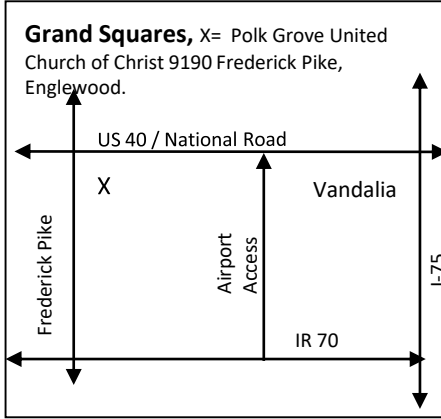 Grand Squares, X= Polk Grove United
Church of Christ 9190 Frederick Pike,
Englewood.
US 40 / National Road
X
Vandalia
Frederick Pike
Airport
Access
I-75
IR 70